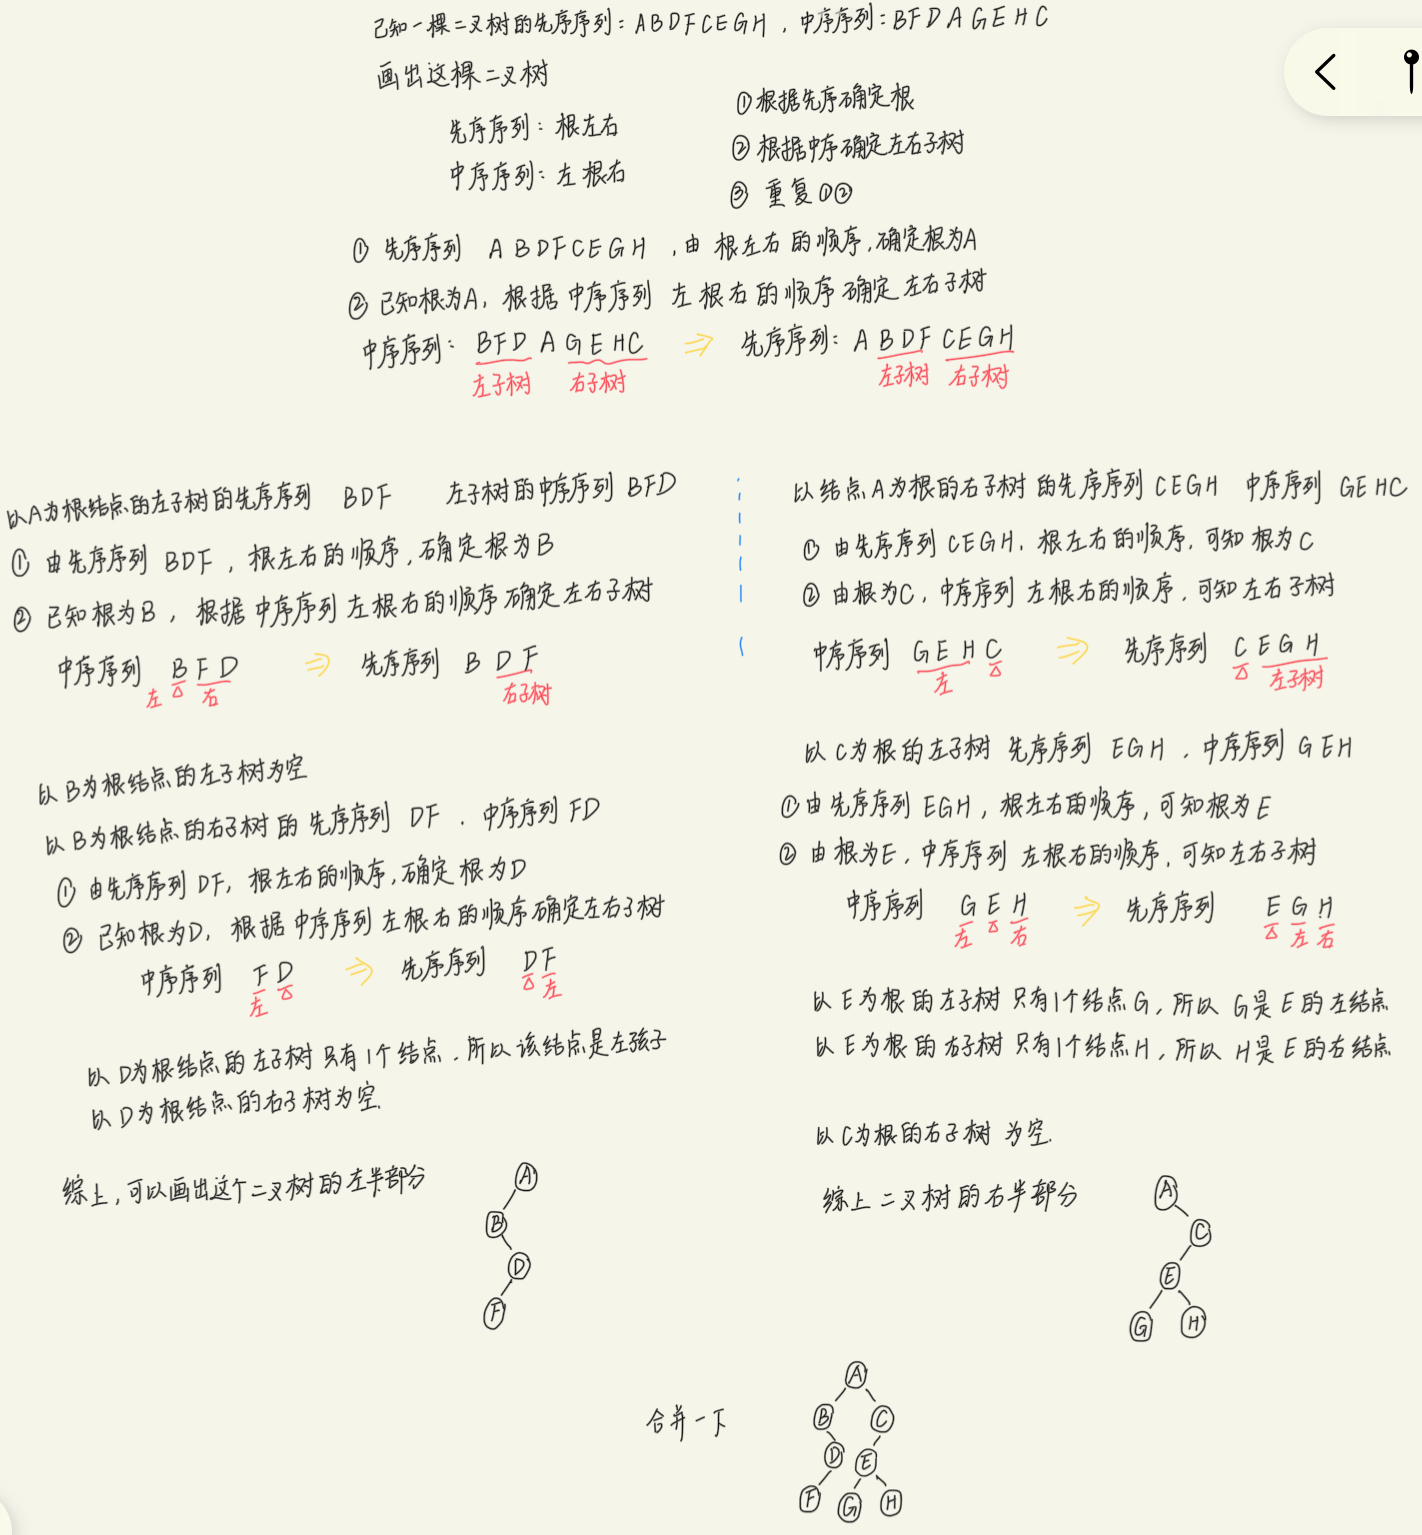 已知一棵二叉树的先序序列：ABDFCEGH，中序序列：BFDAGEHC
画出这棵二叉树
先序序列：根左右
中序序列：左根右
①根据先序确定根
②根据中序确定左右子树
③ 重复①②
① 先序序列 ABDFCEGH，由根左右的顺序，确定根为A
② 已知根为A，根据中序序列 左根右的顺序确定左右子树
中序序列：BFD A GEHC ⇒ 先序序列：A BDF CEGH
左子树 右子树 左子树 右子树
以A为根结点的左子树的先序序列 BDF 左子树的中序序列 BFD
① 由先序序列 BDF，根左右的顺序，确定根为B
② 已知根为B，根据中序序列左根右的顺序确定左右子树
中序序列 B F D ⇒ 先序序列 B DF
左 △ 右 右子树
以B为根结点的左子树为空
以B为根结点的右子树的先序序列 DF．中序序列 FD
① 由先序序列DF，根左右的顺序，确定根为D
② 已知根为D，根据中序序列左根右的顺序确定左右子树
中序序列 F D ⇒ 先序序列 D F
左 △ △ 左
以D为根结点的左子树只有1个结点．所以该结点是左孩子
以D为根结点的右子树为空．
综上，可以画出这个二叉树的左半部分
A
B
D
F
以结点A为根的右子树的先序序列CEGH 中序序列 GEHC
① 由先序序列CEGH，根左右的顺序，可知根为C
② 由根为C，中序序列 左根右的顺序，可知左右子树
中序序列 GEH C ⇒ 先序序列 C EGH
左 △ △ 左子树
以C为根的左子树 先序序列 EGH，中序序列 GEH
①由先序序列EGH，根左右的顺序，可知根为E
② 由根为E，中序序列 左根右的顺序，可知左右子树
中序序列 G E H ⇒ 先序序列 E G H
左 △ 右 △ 左 右
以E为根的左子树只有1个结点G，所以 G是E的左结点
以E为根的右子树只有1个结点H，所以 H是E的右结点
以C为根的右子树 为空．
综上二叉树的右半部分
A
C
E
G H
合并一下
A
B C
D E
F G H